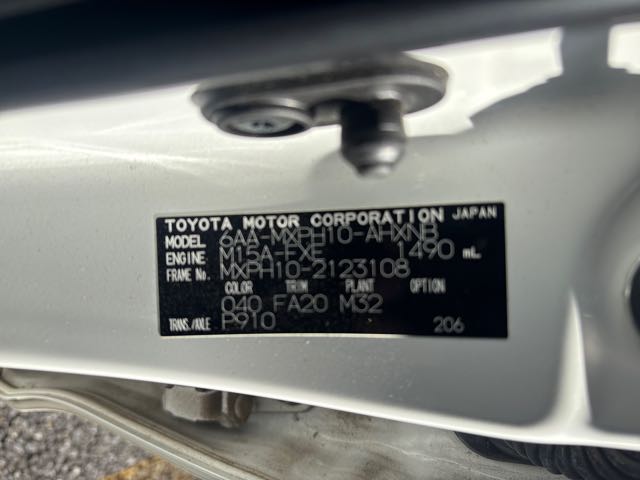 TOYOTA MOTOR CORPORATION JAPAN
MODEL 6AA-MXPH10-AHXNB
ENGINE M15A-FXE 1490 mL
FRAME No. MXPH10-2123108
COLOR TRIM PLANT OPTION
040 FA20 M32
TRANS./AXLE P910 206